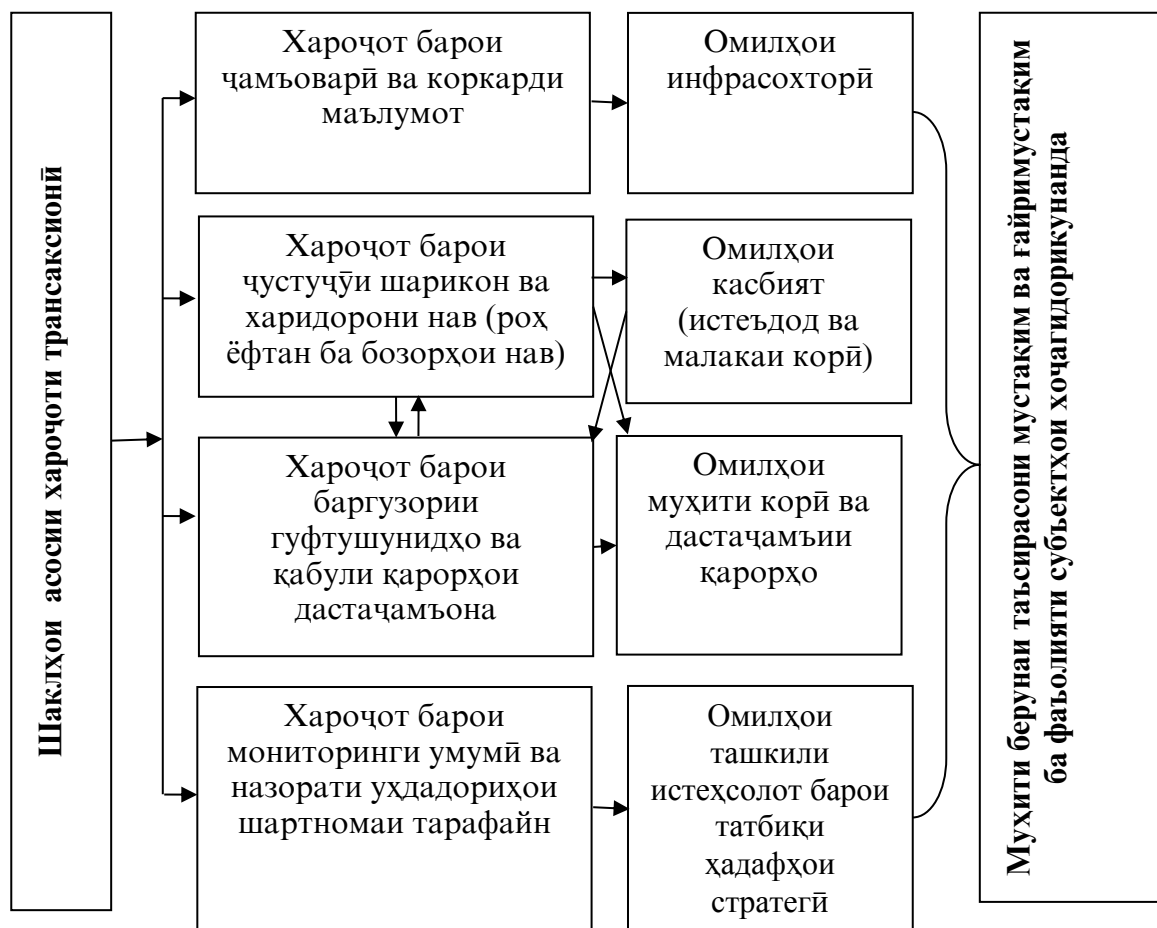 Шаклҳои асосии хароҷоти трансаксионӣ
Хароҷот барои
ҷамъоварӣ ва коркарди
маълумот
Омилҳои
инфрасохторӣ
Хароҷот барои
ҷустуҷӯи шарикон ва
харидорони нав (роҳ
ёфтан ба бозорҳои нав)
Омилҳои
касбият
(истеъдод ва
малакаи корӣ)
Хароҷот барои
баргузории
гуфтушунидҳо ва
қабули қарорҳои
дастаҷамъона
Омилҳои
муҳити корӣ ва
дастаҷамъии
қарорҳо
Хароҷот барои
мониторинги умумӣ ва
назорати уҳдадориҳои
шартномаи тарафайн
Омилҳои
ташкили
истеҳсолот барои
татбиқи
ҳадафҳои
стратегӣ
Муҳити берунаи таъсирасони мустақим ва ғайримустақим
ба фаъолияти субъектҳои хоҷагидорикунанда